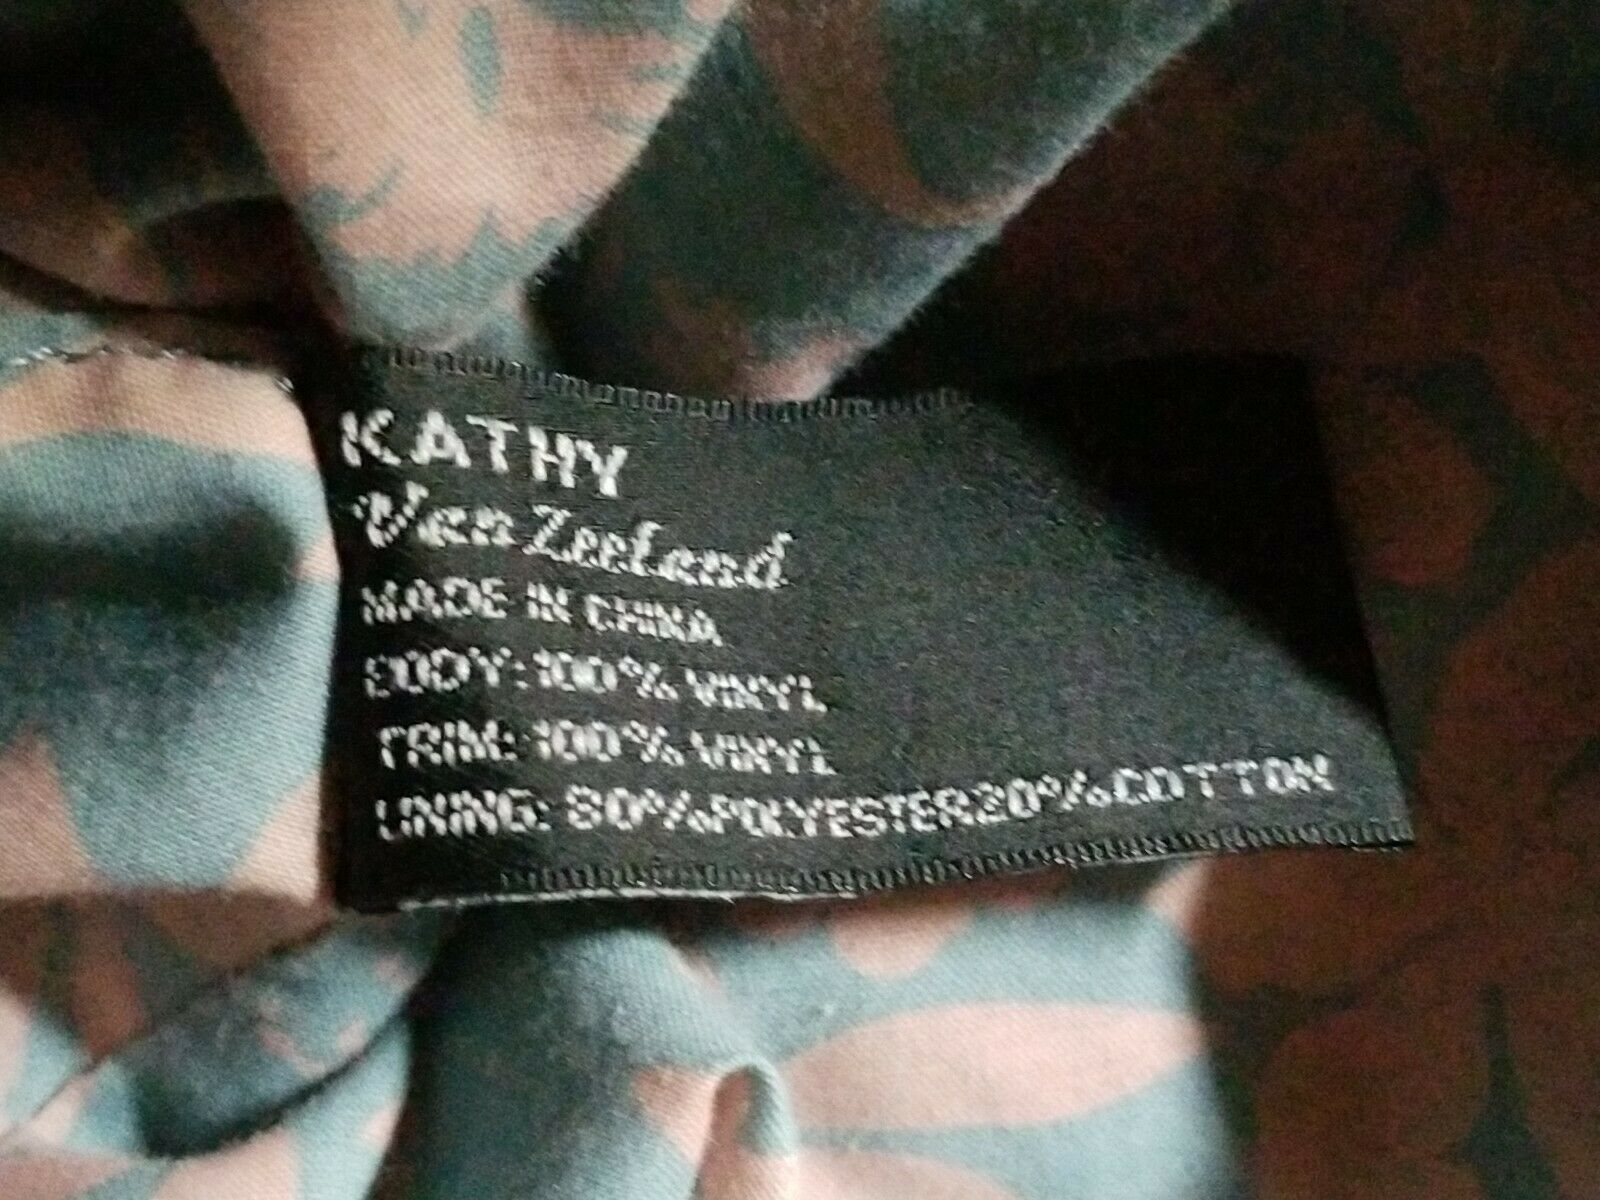 KATHY
Van Zeeland
MADE IN CHINA
BODY: 100% VINYL
TRIM: 100% VINYL
LINING: 80%POLYESTER20%COTTON